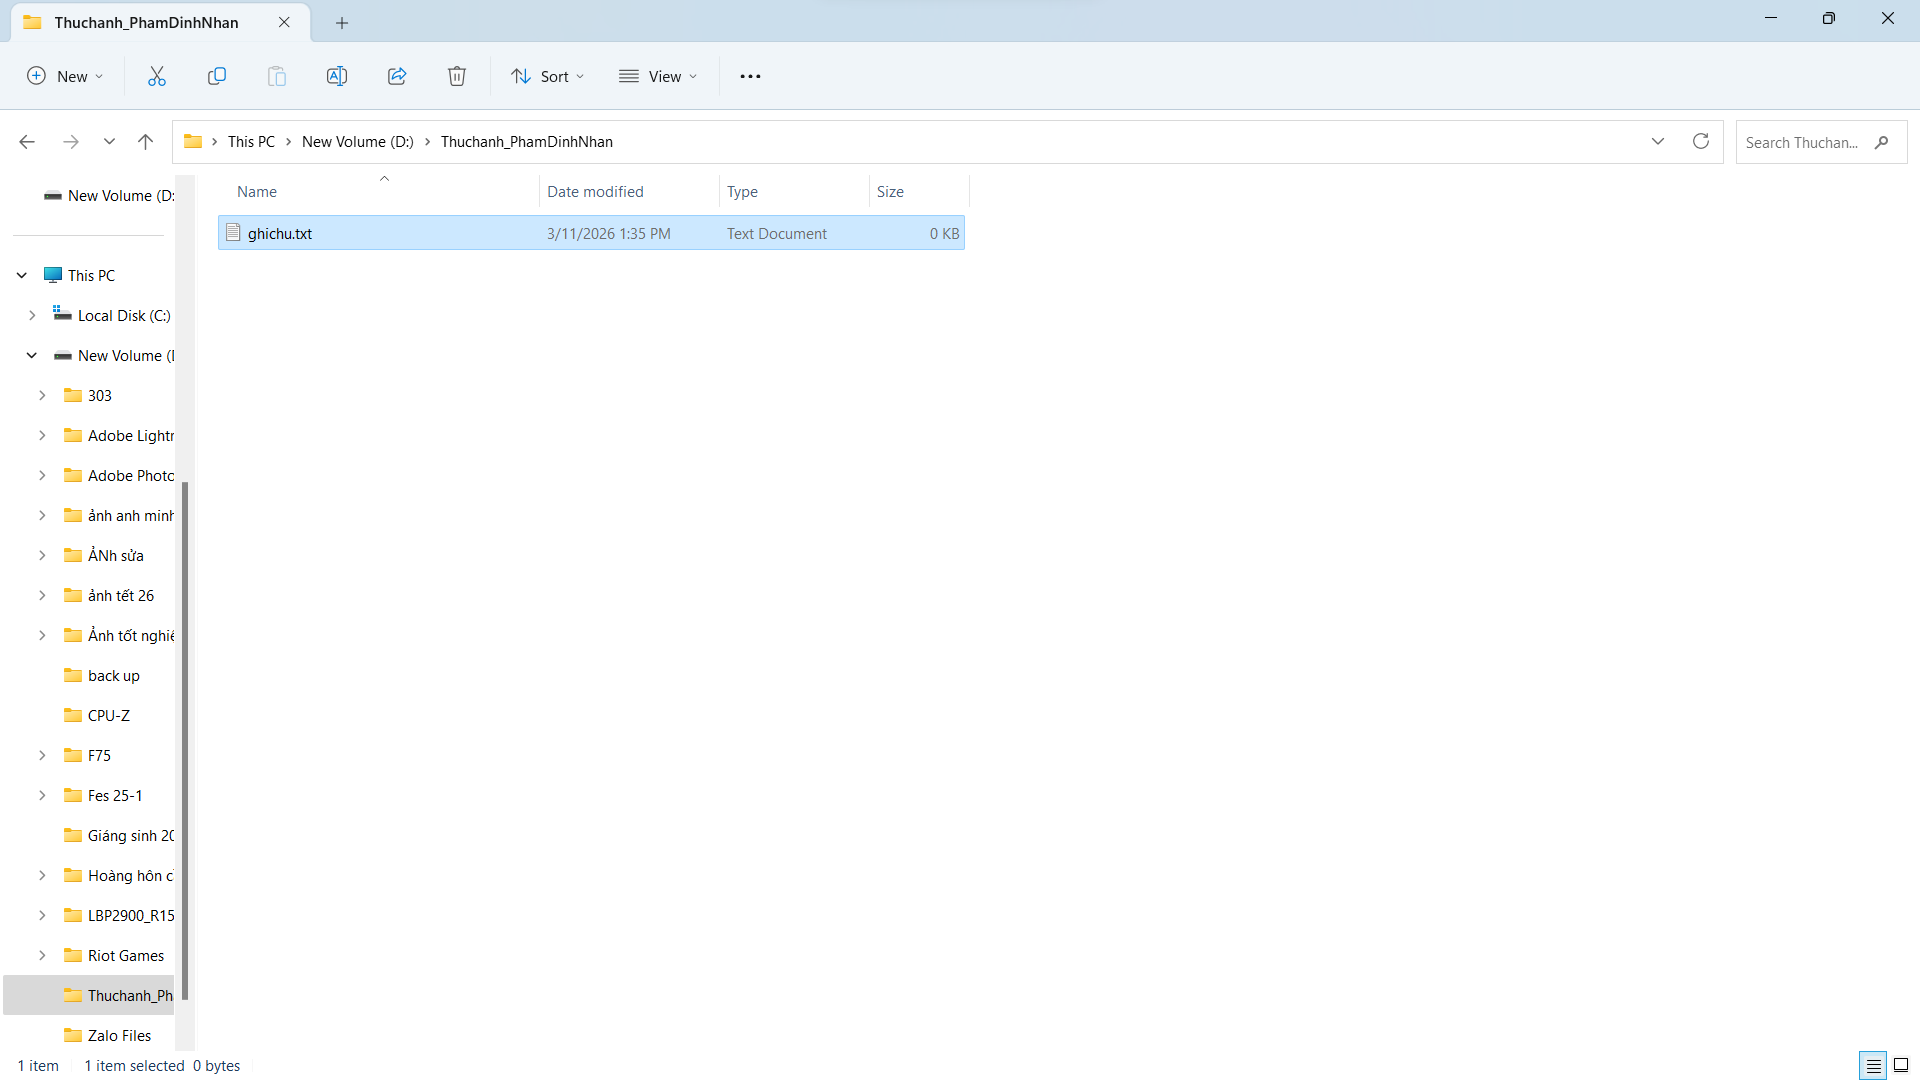 Thuchanh_PhamDinhNhan
New
Sort
View
This PC
New Volume (D:)
Thuchanh_PhamDinhNhan
Search Thuchan...
New Volume (D:
Name
Date modified
Type
Size
ghichu.txt
3/11/2026 1:35 PM
Text Document
0 KB
This PC
Local Disk (C:)
New Volume (
303
Adobe Lightr
Adobe Photo
ảnh anh minh
ẢNh sửa
ảnh tết 26
Ảnh tốt nghiệ
back up
CPU-Z
F75
Fes 25-1
Giáng sinh 20
Hoàng hôn c
LBP2900_R15
Riot Games
Thuchanh_Pha
Zalo Files
1 item
1 item selected 0 bytes